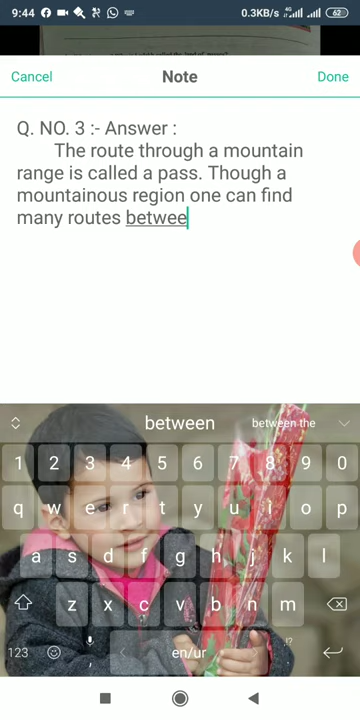 9:44
0.3KB/s 4G 62
Cancel Note Done
Q. NO. 3 :- Answer :
The route through a mountain
range is called a pass. Though a
mountainous region one can find
many routes betwee
between between the
1 2 3 4 5 6 7 8 9 0
q w e r t y u i o p
a s d f g h j k l
z x c v b n m
123 , en/ur .!?